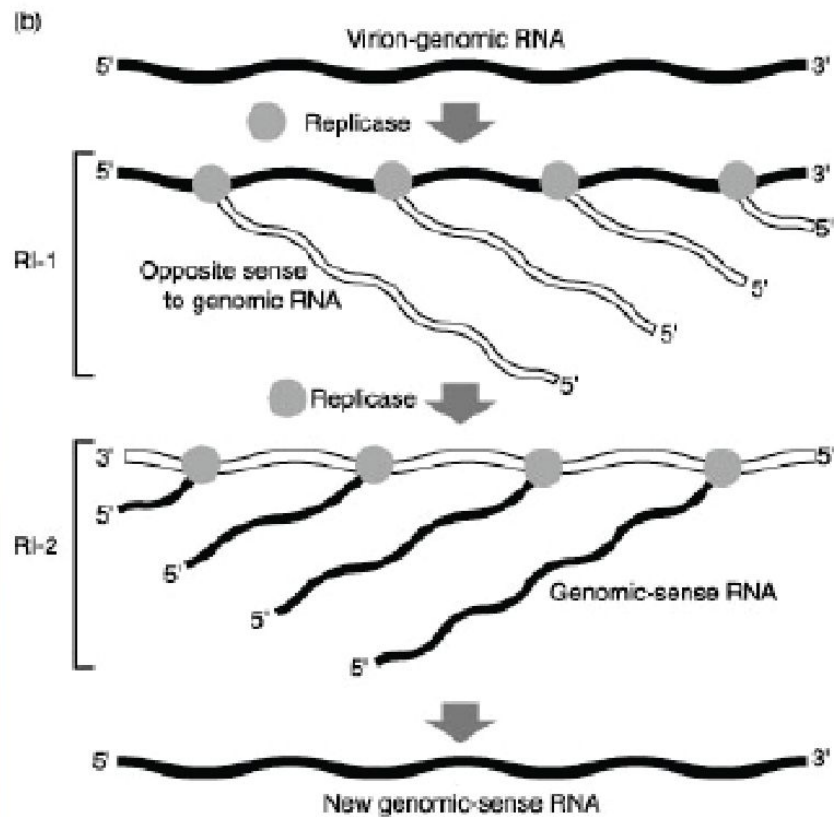 (b)
Virion-genomic RNA
5' 3'
Replicase
5' 3'
5'
RI-1
Opposite sense
to genomic RNA
5'
5'
5'
Replicase
3' 5'
5'
RI-2
5'
Genomic-sense RNA
5'
5'
5' 3'
New genomic-sense RNA